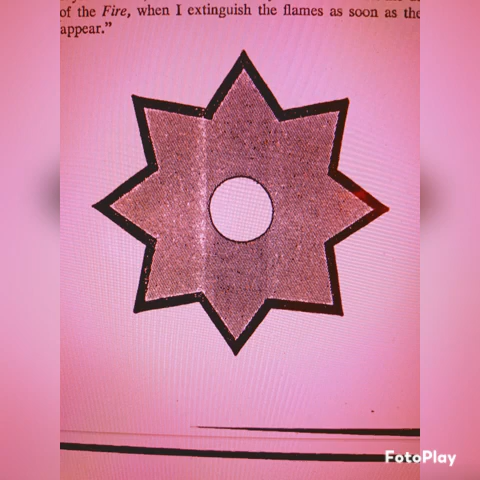 of the Fire, when I extinguish the flames as soon as the
appear."
FotoPlay